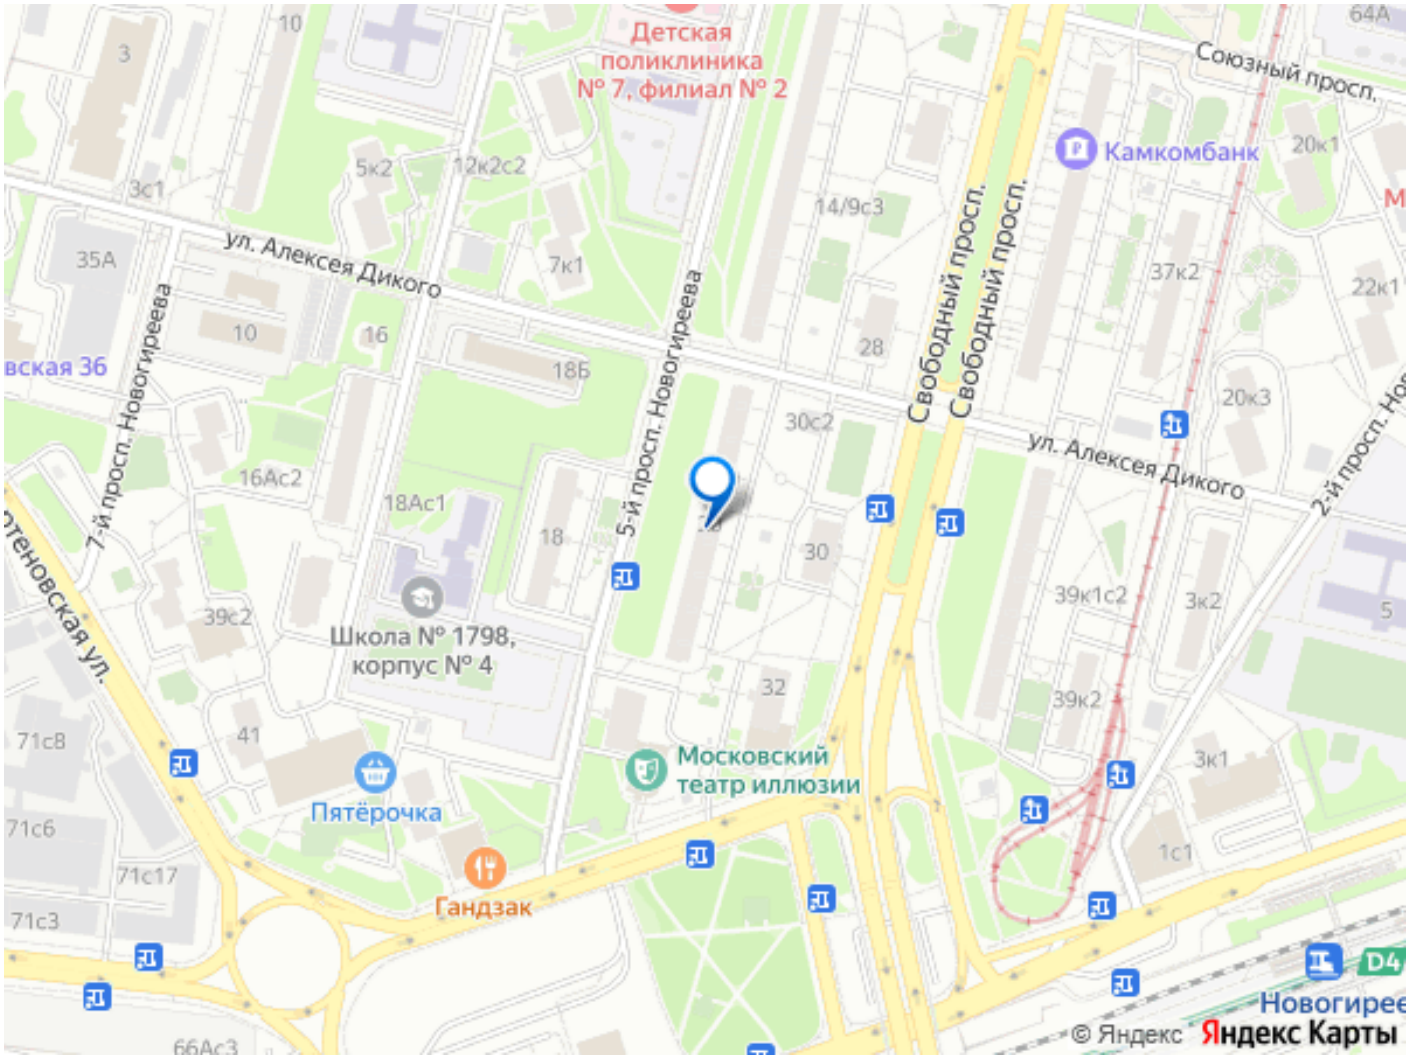 64А
10
3
Детская
поликлиника
№ 7, филиал № 2
Союзный просп.
20к1
Камкомбанк
М
5к2
12к2с2
3с1
14/9с3
ул. Алексея Дикого
35А
7к1
37к2
22к1
Свободный просп.
Свободный просп.
7-й просп. Новогиреева
5-й просп. Новогиреева
10
16
28
вская 36
18Б
20к3
30с2
2-й просп. Нов
ул. Алексея Дикого
16Ас2
18Ас1
18
30
39к1с2
3к2
5
39с2
ртеновская ул.
Школа № 1798,
корпус № 4
32
39к2
41
71с8
3к1
Московский
театр иллюзии
Пятёрочка
71с6
1с1
71с17
Гандзак
71с3
D4
Новогирее
66Ас3
© Яндекс Яндекс Карты